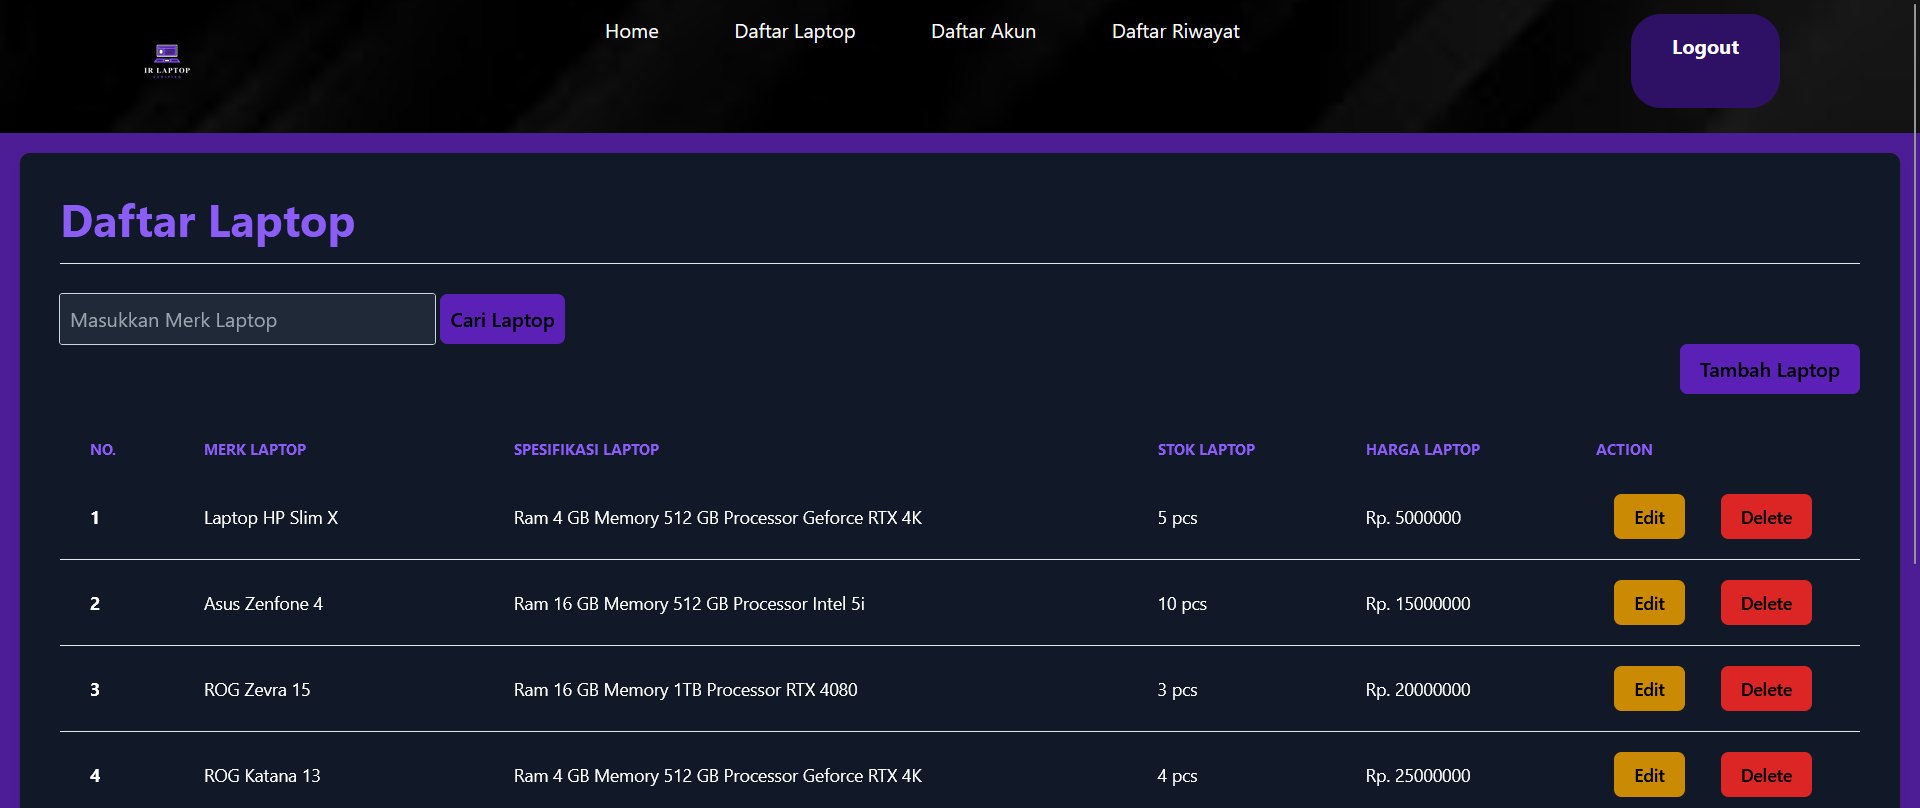 Home Daftar Laptop Daftar Akun Daftar Riwayat Logout
IR LAPTOP
Daftar Laptop
Masukkan Merk Laptop Cari Laptop
Tambah Laptop
NO. MERK LAPTOP SPESIFIKASI LAPTOP STOK LAPTOP HARGA LAPTOP ACTION
1 Laptop HP Slim X Ram 4 GB Memory 512 GB Processor Geforce RTX 4K 5 pcs Rp. 5000000 Edit Delete
2 Asus Zenfone 4 Ram 16 GB Memory 512 GB Processor Intel 5i 10 pcs Rp. 15000000 Edit Delete
3 ROG Zevra 15 Ram 16 GB Memory 1TB Processor RTX 4080 3 pcs Rp. 20000000 Edit Delete
4 ROG Katana 13 Ram 4 GB Memory 512 GB Processor Geforce RTX 4K 4 pcs Rp. 25000000 Edit Delete